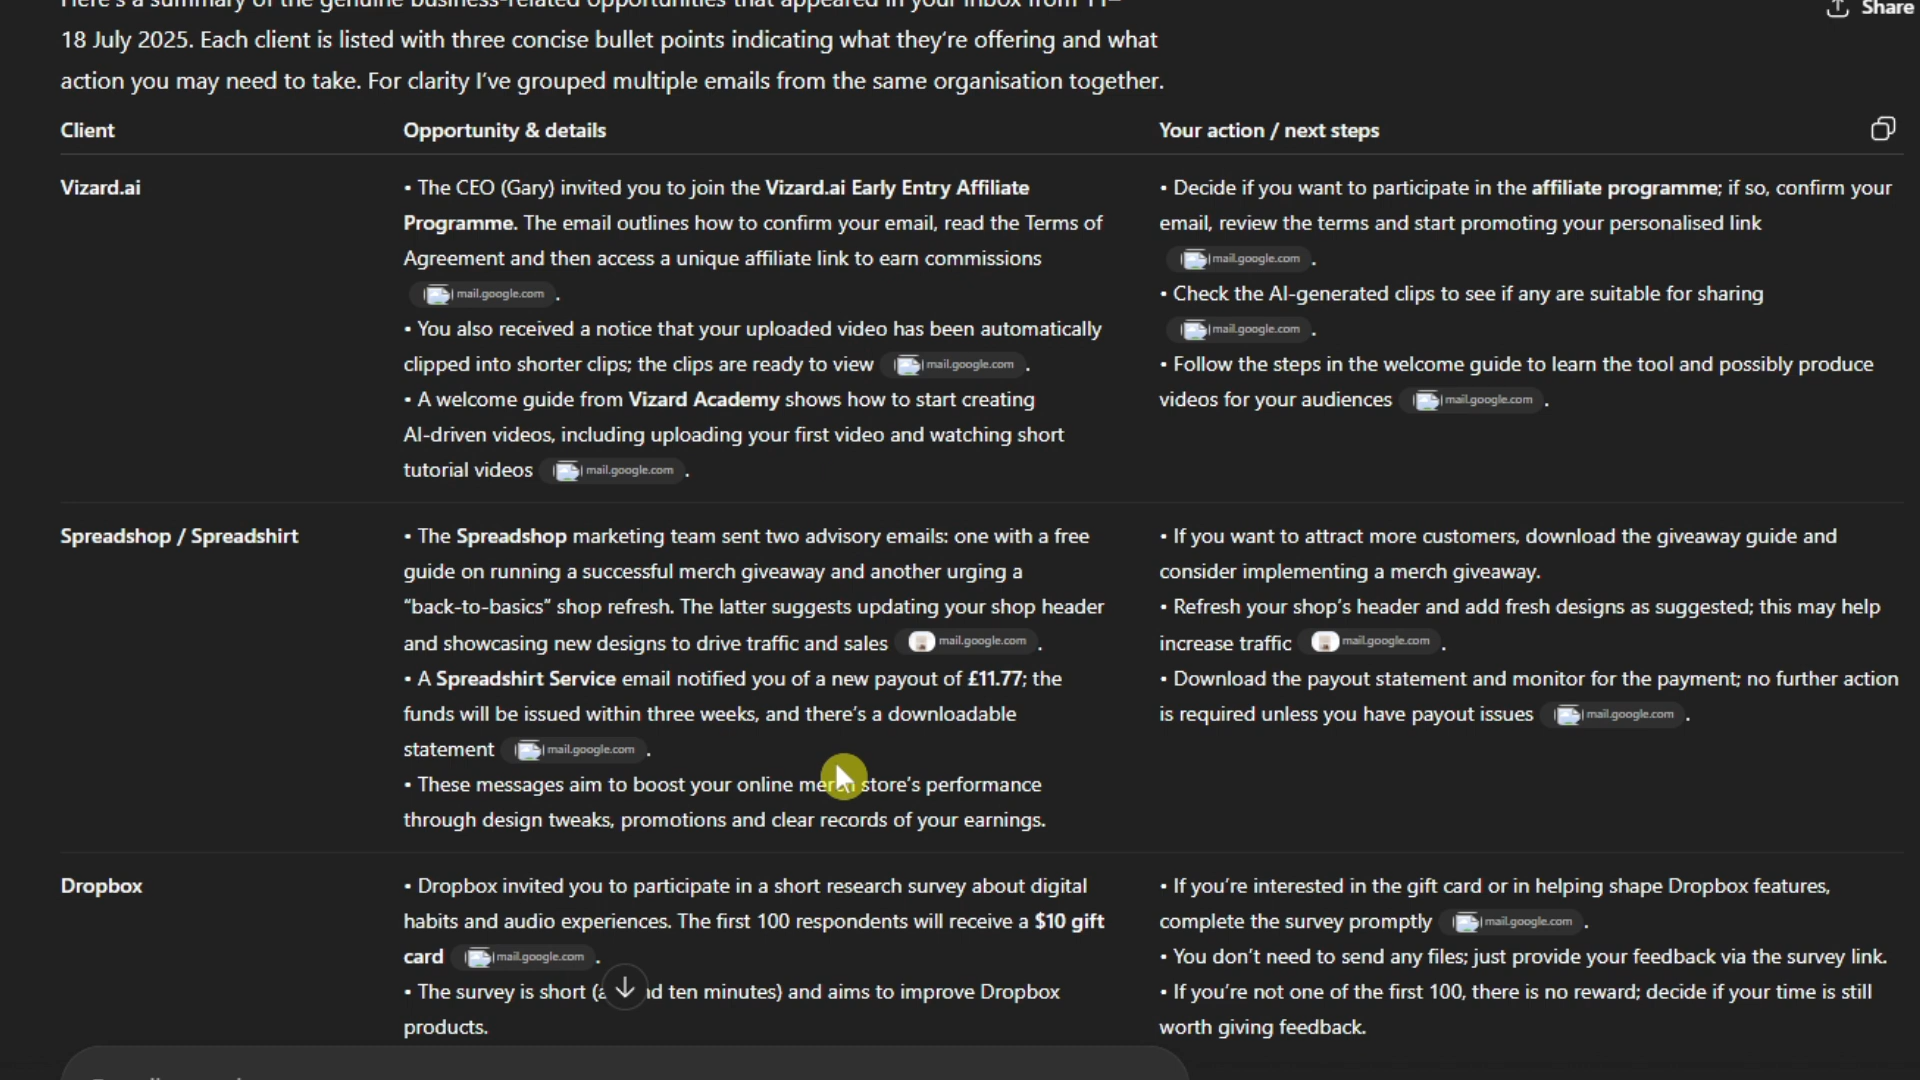 Here's a summary of the genuine business-related opportunities that appeared in your inbox from 11–
Share
18 July 2025. Each client is listed with three concise bullet points indicating what they're offering and what
action you may need to take. For clarity I've grouped multiple emails from the same organisation together.
Client
Opportunity & details
Your action / next steps
Vizard.ai
• The CEO (Gary) invited you to join the Vizard.ai Early Entry Affiliate
Programme. The email outlines how to confirm your email, read the Terms of
Agreement and then access a unique affiliate link to earn commissions
mail.google.com .
• You also received a notice that your uploaded video has been automatically
clipped into shorter clips; the clips are ready to view mail.google.com .
• A welcome guide from Vizard Academy shows how to start creating
AI-driven videos, including uploading your first video and watching short
tutorial videos mail.google.com .
• Decide if you want to participate in the affiliate programme; if so, confirm your
email, review the terms and start promoting your personalised link
mail.google.com .
• Check the AI-generated clips to see if any are suitable for sharing
mail.google.com .
• Follow the steps in the welcome guide to learn the tool and possibly produce
videos for your audiences mail.google.com .
Spreadshop / Spreadshirt
• The Spreadshop marketing team sent two advisory emails: one with a free
guide on running a successful merch giveaway and another urging a
"back-to-basics" shop refresh. The latter suggests updating your shop header
and showcasing new designs to drive traffic and sales mail.google.com .
• A Spreadshirt Service email notified you of a new payout of £11.77; the
funds will be issued within three weeks, and there's a downloadable
statement mail.google.com .
• These messages aim to boost your online merch store's performance
through design tweaks, promotions and clear records of your earnings.
• If you want to attract more customers, download the giveaway guide and
consider implementing a merch giveaway.
• Refresh your shop's header and add fresh designs as suggested; this may help
increase traffic mail.google.com .
• Download the payout statement and monitor for the payment; no further action
is required unless you have payout issues mail.google.com .
Dropbox
• Dropbox invited you to participate in a short research survey about digital
habits and audio experiences. The first 100 respondents will receive a $10 gift
card mail.google.com .
• The survey is short ( ten minutes) and aims to improve Dropbox
products.
• If you're interested in the gift card or in helping shape Dropbox features,
complete the survey promptly mail.google.com .
• You don't need to send any files; just provide your feedback via the survey link.
• If you're not one of the first 100, there is no reward; decide if your time is still
worth giving feedback.